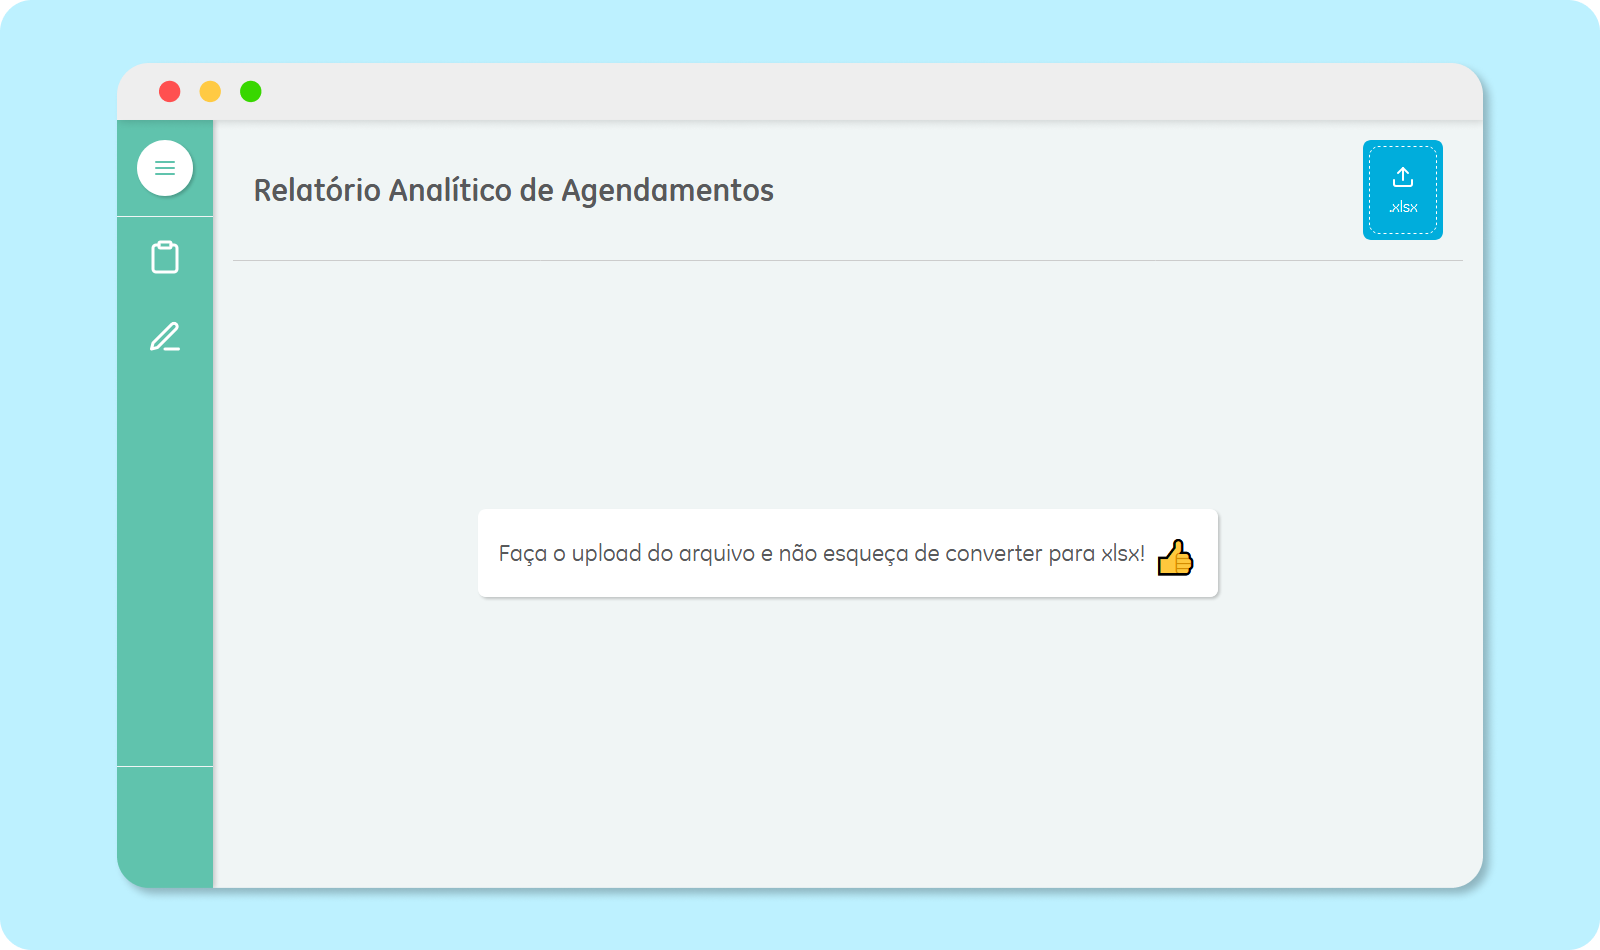 Relatório Analítico de Agendamentos
.xlsx
Faça o upload do arquivo e não esqueça de converter para xlsx!